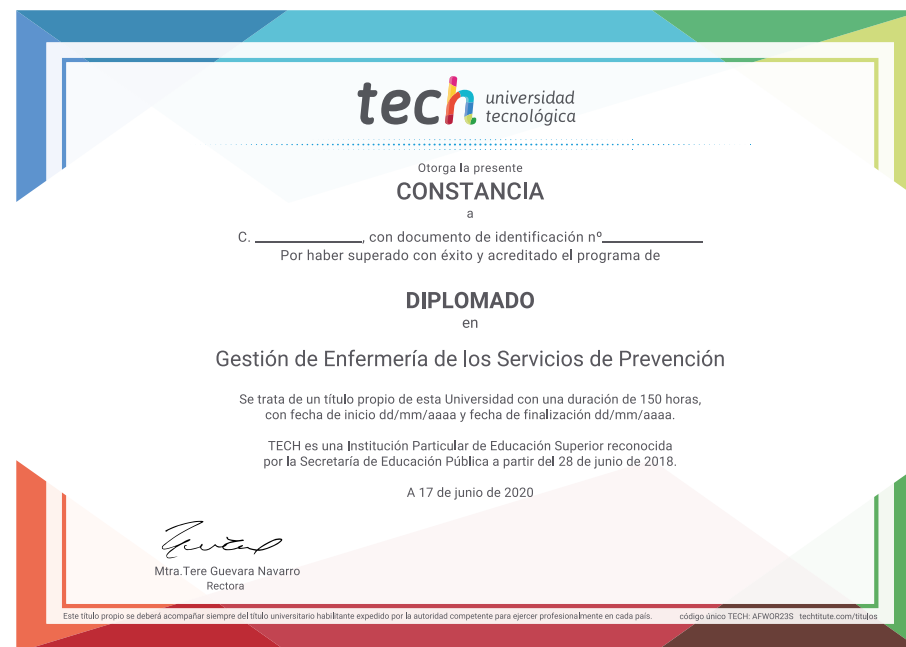 tech universidad
tecnológica
Otorga la presente
CONSTANCIA
a
C. ____________, con documento de identificación nº____________
Por haber superado con éxito y acreditado el programa de
DIPLOMADO
en
Gestión de Enfermería de los Servicios de Prevención
Se trata de un título propio de esta Universidad con una duración de 150 horas,
con fecha de inicio dd/mm/aaaa y fecha de finalización dd/mm/aaaa.
TECH es una Institución Particular de Educación Superior reconocida
por la Secretaría de Educación Pública a partir del 28 de junio de 2018.
A 17 de junio de 2020
Mtra.Tere Guevara Navarro
Rectora
Este título propio se deberá acompañar siempre del título universitario habilitante expedido por la autoridad competente para ejercer profesionalmente en cada país. código único TECH: AFWOR23S techtitute.com/titulos